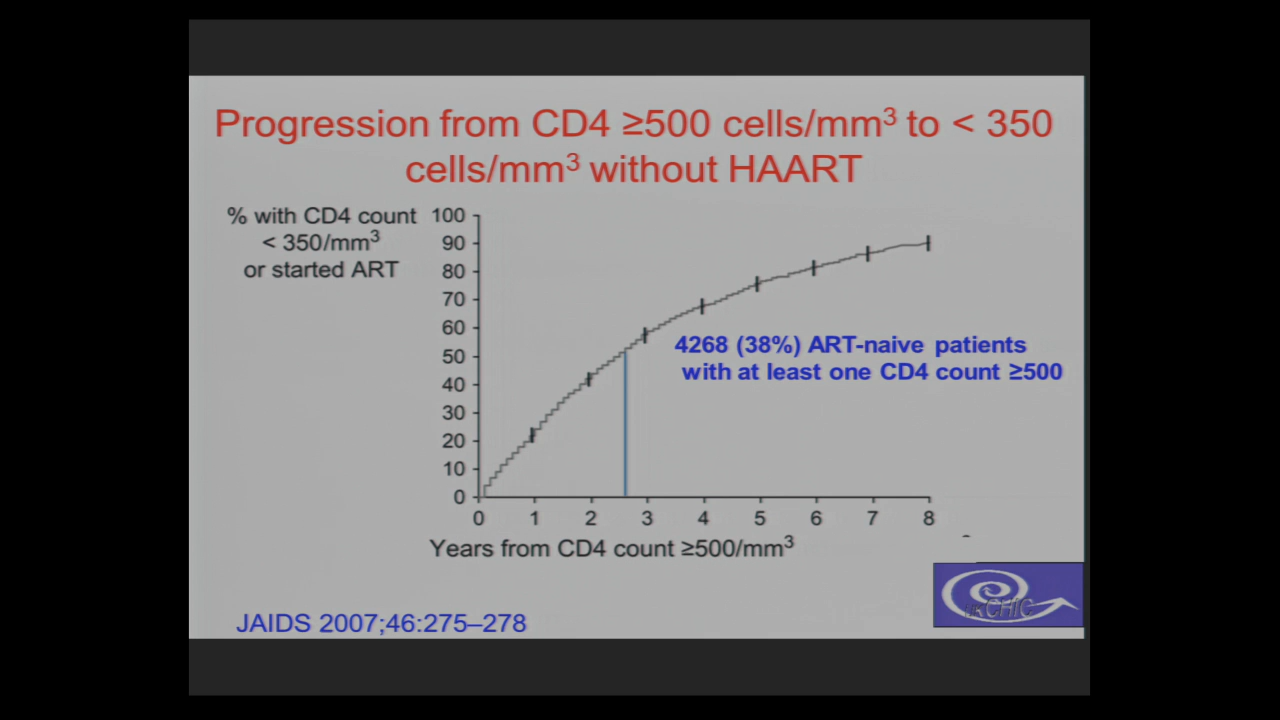 Progression from CD4 ≥500 cells/mm³ to < 350
cells/mm³ without HAART
% with CD4 count
< 350/mm³
or started ART
100
90
80
70
60
50
40
30
20
10
0
4268 (38%) ART-naive patients
with at least one CD4 count ≥500
0 1 2 3 4 5 6 7 8
Years from CD4 count ≥500/mm³
UK CHIC
JAIDS 2007;46:275–278